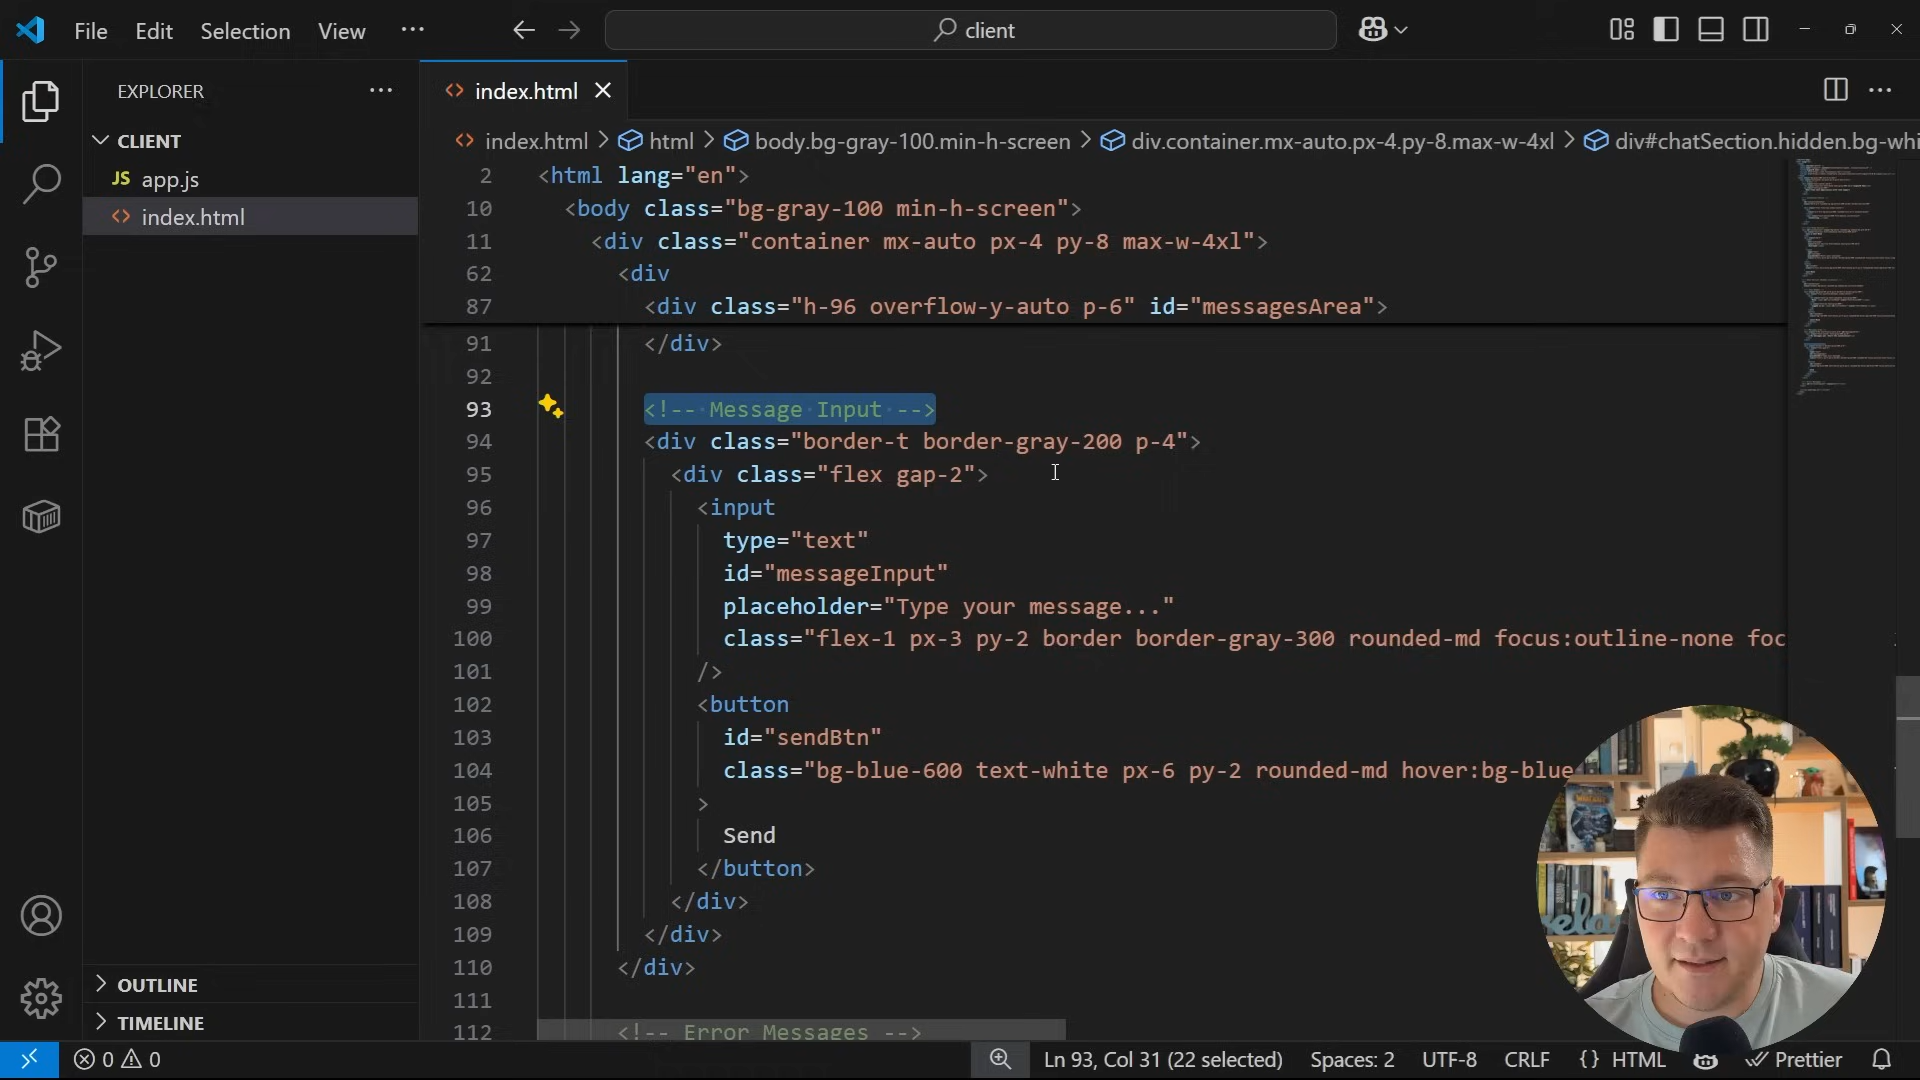 File Edit Selection View ···
client
EXPLORER ···
CLIENT
JS app.js
index.html
OUTLINE
TIMELINE
index.html
index.html > html > body.bg-gray-100.min-h-screen > div.container.mx-auto.px-4.py-8.max-w-4xl > div#chatSection.hidden.bg-whi
2 <html lang="en">
10 <body class="bg-gray-100 min-h-screen">
11 <div class="container mx-auto px-4 py-8 max-w-4xl">
62 <div
87 <div class="h-96 overflow-y-auto p-6" id="messagesArea">
91 </div>
92
93 <!-- Message Input -->
94 <div class="border-t border-gray-200 p-4">
95 <div class="flex gap-2">
96 <input
97 type="text"
98 id="messageInput"
99 placeholder="Type your message..."
100 class="flex-1 px-3 py-2 border border-gray-300 rounded-md focus:outline-none foc
101 />
102 <button
103 id="sendBtn"
104 class="bg-blue-600 text-white px-6 py-2 rounded-md hover:bg-blue
105 >
106 Send
107 </button>
108 </div>
109 </div>
110 </div>
111
112 <!-- Error Messages -->
0 0 Ln 93, Col 31 (22 selected) Spaces: 2 UTF-8 CRLF {} HTML Prettier